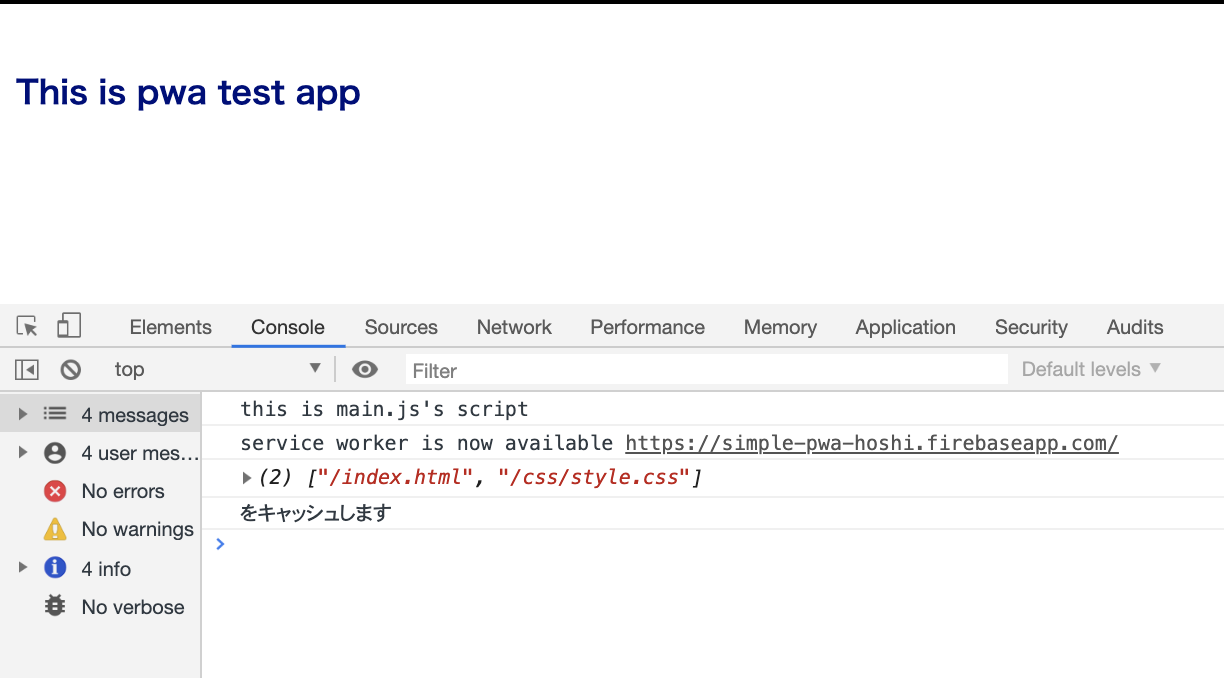 This is pwa test app
Elements Console Sources Network Performance Memory Application Security Audits
top ▼ Filter Default levels ▼
4 messages
4 user mes…
No errors
No warnings
4 info
No verbose
this is main.js's script
service worker is now available https://simple-pwa-hoshi.firebaseapp.com/
(2) ["/index.html", "/css/style.css"]
をキャッシュします